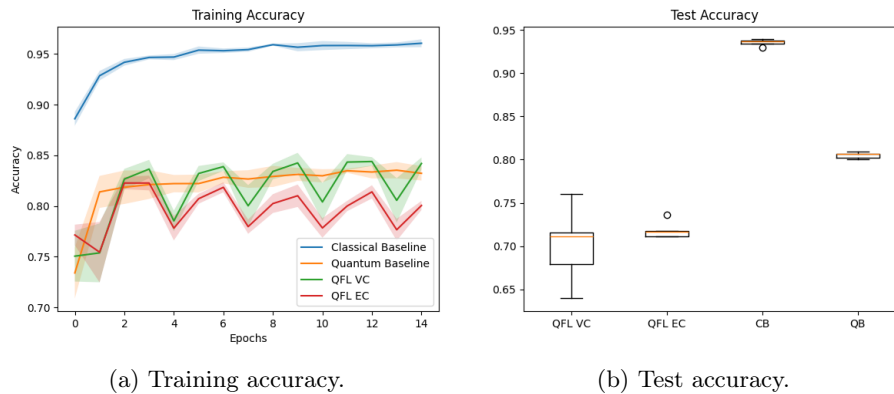 Training Accuracy
0.95
0.90
0.85
0.80
0.75
0.70
Accuracy
0 2 4 6 8 10 12 14
Epochs
Classical Baseline
Quantum Baseline
QFL VC
QFL EC
(a) Training accuracy.
Test Accuracy
0.95
0.90
0.85
0.80
0.75
0.70
0.65
QFL VC QFL EC CB QB
(b) Test accuracy.